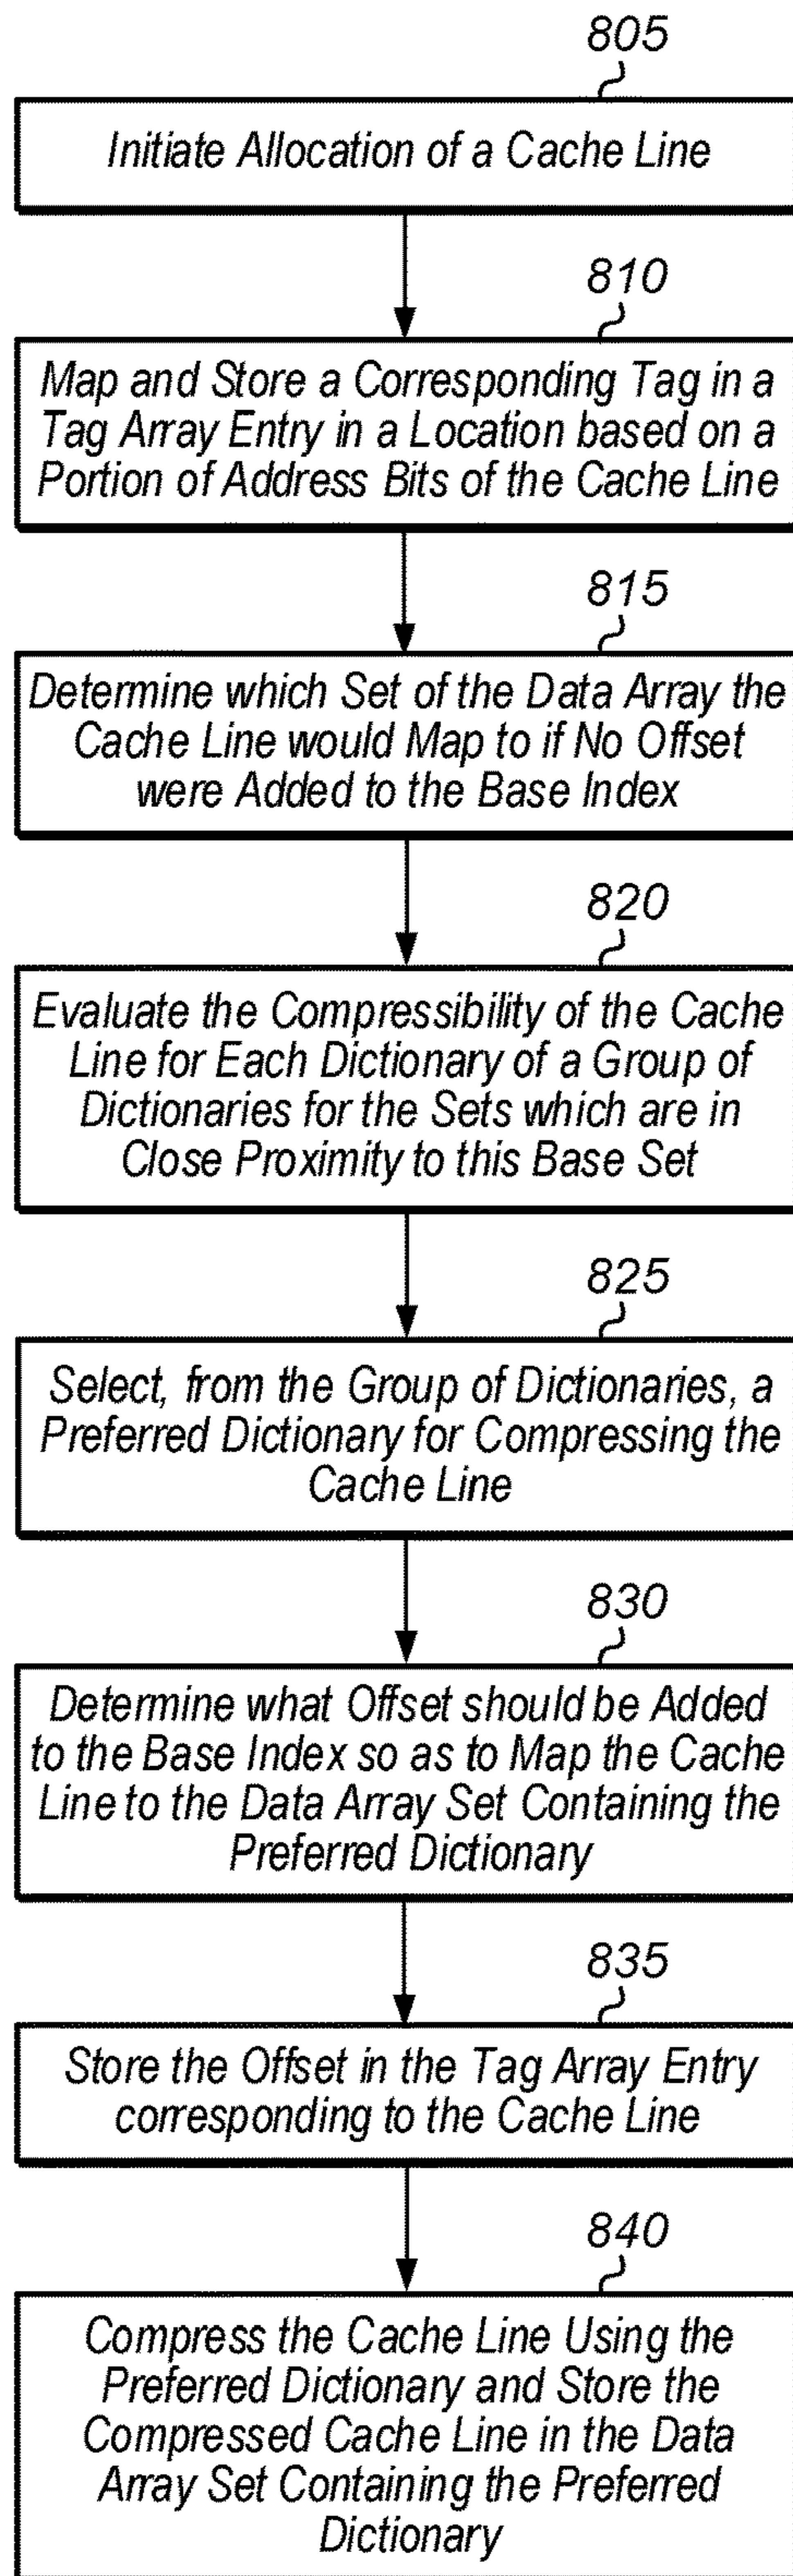 805
Initiate Allocation of a Cache Line
810
Map and Store a Corresponding Tag in a
Tag Array Entry in a Location based on a
Portion of Address Bits of the Cache Line
815
Determine which Set of the Data Array the
Cache Line would Map to if No Offset
were Added to the Base Index
820
Evaluate the Compressibility of the Cache
Line for Each Dictionary of a Group of
Dictionaries for the Sets which are in
Close Proximity to this Base Set
825
Select, from the Group of Dictionaries, a
Preferred Dictionary for Compressing the
Cache Line
830
Determine what Offset should be Added
to the Base Index so as to Map the Cache
Line to the Data Array Set Containing the
Preferred Dictionary
835
Store the Offset in the Tag Array Entry
corresponding to the Cache Line
840
Compress the Cache Line Using the
Preferred Dictionary and Store the
Compressed Cache Line in the Data
Array Set Containing the Preferred
Dictionary